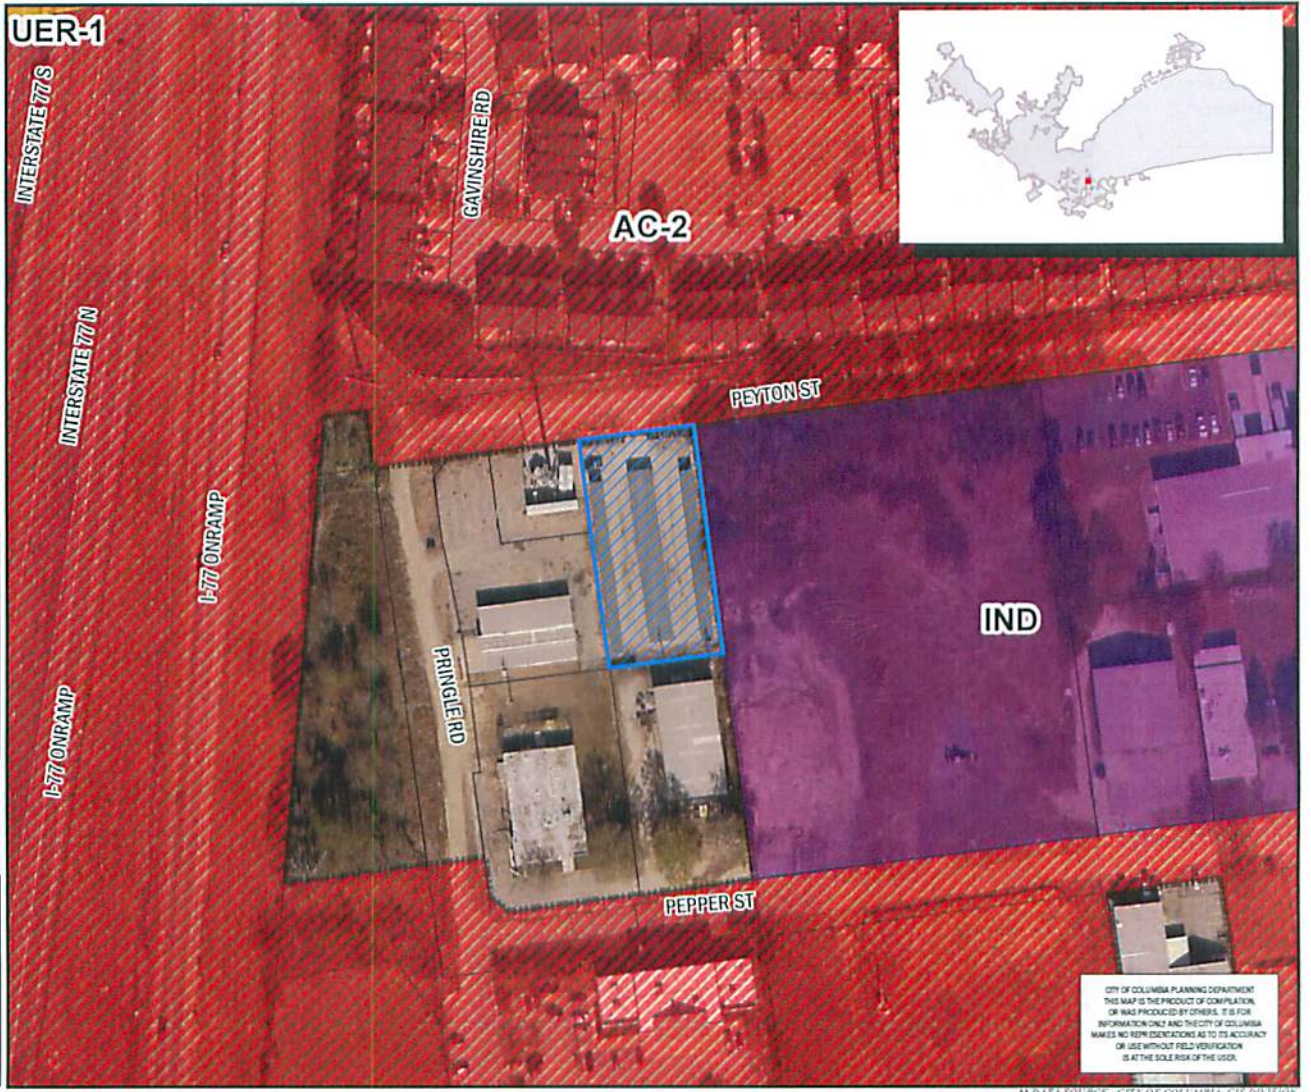 UER-1
INTERSTATE 77 S
GAVINSHIRE RD
AC-2
INTERSTATE 77 N
PEYTON ST
I-77 ONRAMP
IND
PRINGLE RD
I-77 ONRAMP
PEPPER ST
CITY OF COLUMBIA PLANNING DEPARTMENT
THIS MAP IS THE PRODUCT OF COMPILATION,
OR WAS PRODUCED BY OTHERS. IT IS FOR
INFORMATION ONLY AND THE CITY OF COLUMBIA
MAKES NO REPRESENTATIONS AS TO ITS ACCURACY
OR USE WITHOUT FIELD VERIFICATION
IS AT THE SOLE RISK OF THE USER.